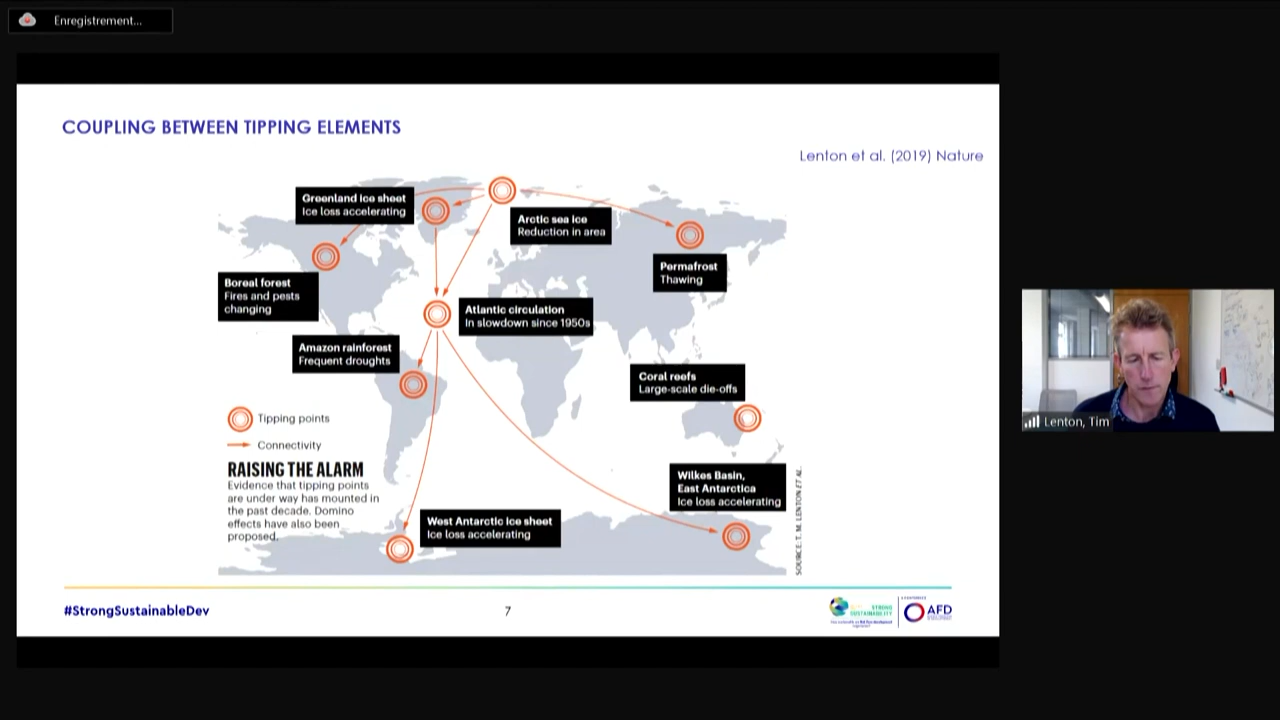 Enregistrement...
COUPLING BETWEEN TIPPING ELEMENTS
Lenton et al. (2019) Nature
Greenland ice sheet
Ice loss accelerating
Arctic sea ice
Reduction in area
Permafrost
Thawing
Boreal forest
Fires and pests
changing
Atlantic circulation
In slowdown since 1950s
Amazon rainforest
Frequent droughts
Coral reefs
Large-scale die-offs
Tipping points
Connectivity
RAISING THE ALARM
Evidence that tipping points
are under way has mounted in
the past decade. Domino
effects have also been
proposed.
Wilkes Basin,
East Antarctica
Ice loss accelerating
West Antarctic ice sheet
Ice loss accelerating
SOURCE: T. M. LENTON ET AL.
#StrongSustainableDev
7
STRONG
SUSTAINABILITY
AFD
Lenton, Tim